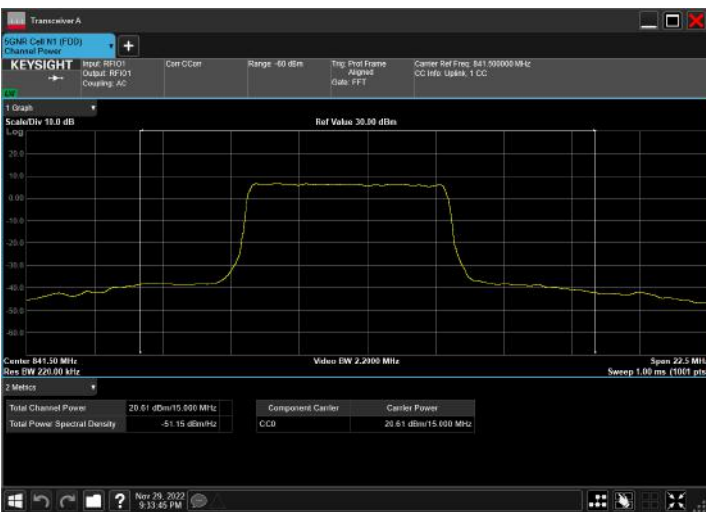 Transceiver A
5GNR Cell N1 (FDD)
Channel Power
KEYSIGHT
Input: RFIO1
Output: RFIO1
Coupling: AC
Corr CCorr
Range: -60 dBm
Trig: Prot Frame
Aligned
Gate: FFT
Carrier Ref Freq: 841.500000 MHz
CC Info: Uplink, 1 CC
1 Graph
Scale/Div 10.0 dB
Ref Value 30.00 dBm
Log
20.0
10.0
0.00
-10.0
-20.0
-30.0
-40.0
-50.0
-60.0
Center 841.50 MHz
Video BW 2.2000 MHz
Span 22.5 MH
Res BW 220.00 kHz
Sweep 1.00 ms (1001 pts
2 Metrics
Total Channel Power 20.61 dBm/15.000 MHz
Total Power Spectral Density -51.15 dBm/Hz
Component Carrier Carrier Power
CC0 20.61 dBm/15.000 MHz
Nov 29, 2022
9:33:45 PM